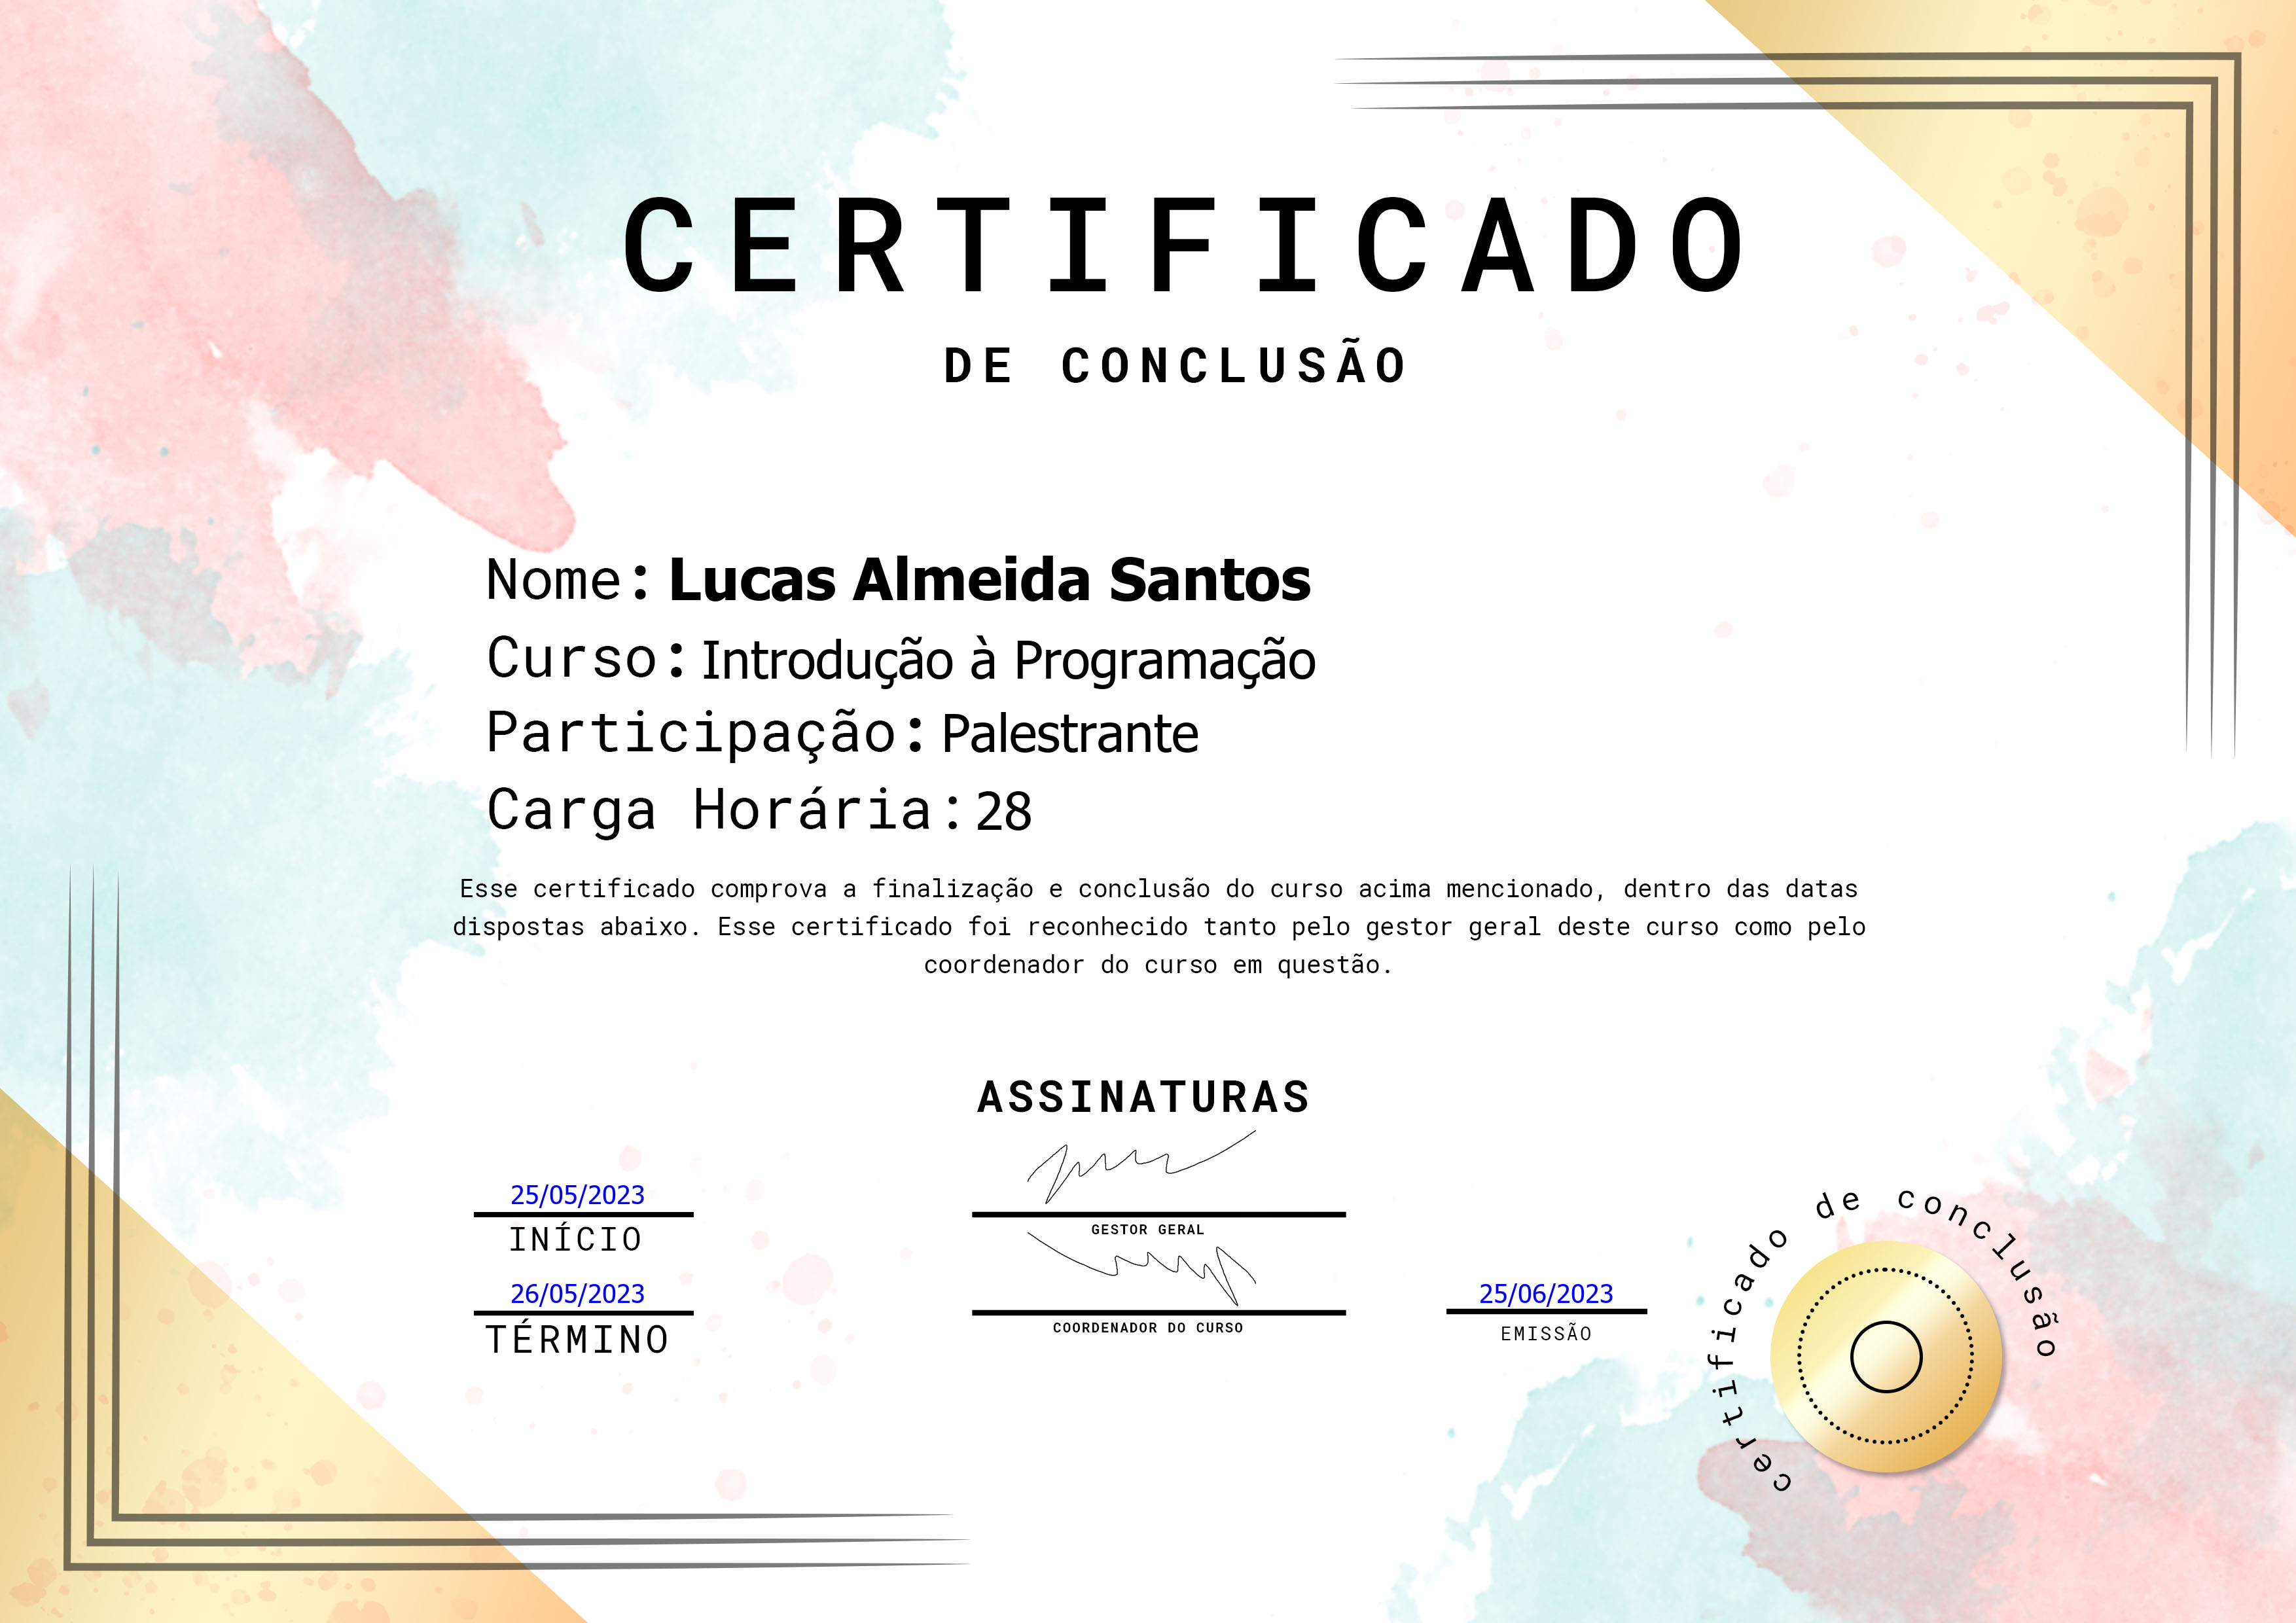 CERTIFICADO
DE CONCLUSÃO
Nome: Lucas Almeida Santos
Curso: Introdução à Programação
Participação: Palestrante
Carga Horária: 28
Esse certificado comprova a finalização e conclusão do curso acima mencionado, dentro das datas
dispostas abaixo. Esse certificado foi reconhecido tanto pelo gestor geral deste curso como pelo
coordenador do curso em questão.
ASSINATURAS
25/05/2023
INÍCIO
GESTOR GERAL
26/05/2023
TÉRMINO
COORDENADOR DO CURSO
25/06/2023
EMISSÃO
certificado de conclusão